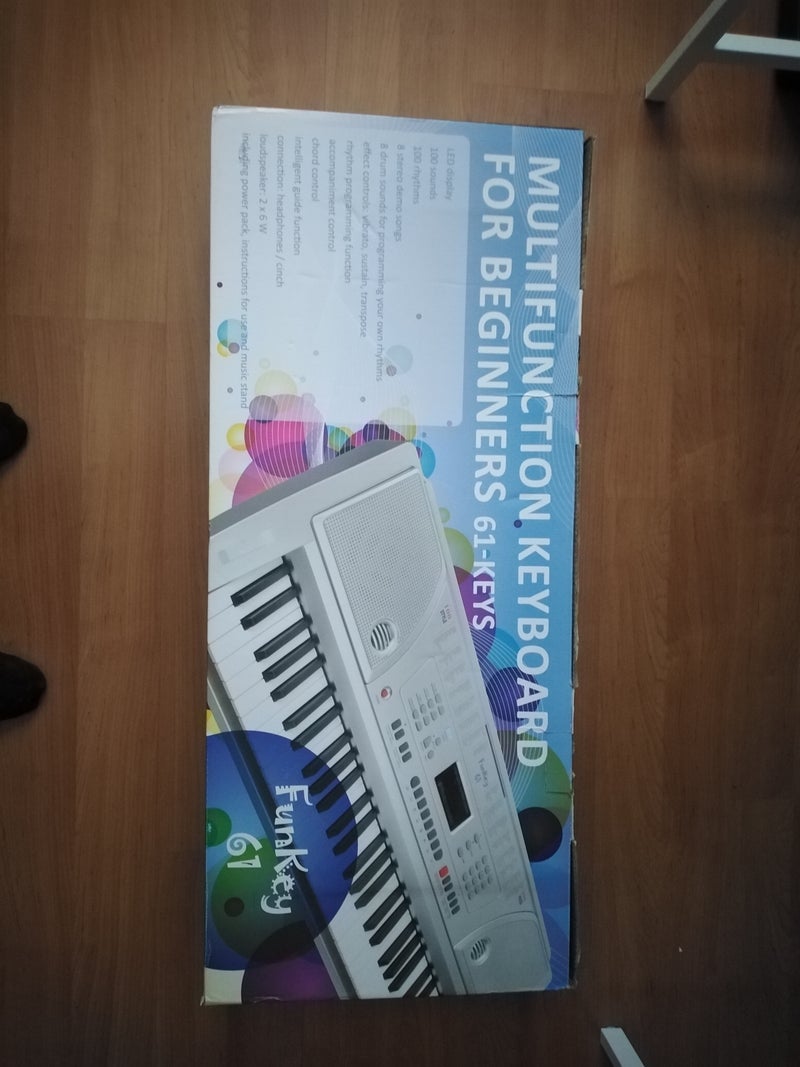 MULTIFUNCTION KEYBOARD
FOR BEGINNERS 61-KEYS
LED display
100 sounds
100 rhythms
8 stereo demo songs
8 drum sounds for programming your own rhythms
effect controls: vibrato, sustain, transpose
rhythm programming function
accompaniment control
chord control
intelligent guide function
connection: headphones / cinch
loudspeaker: 2 x 6 W
including power pack, instructions for use and music stand
FunKey
61
FunKey
61